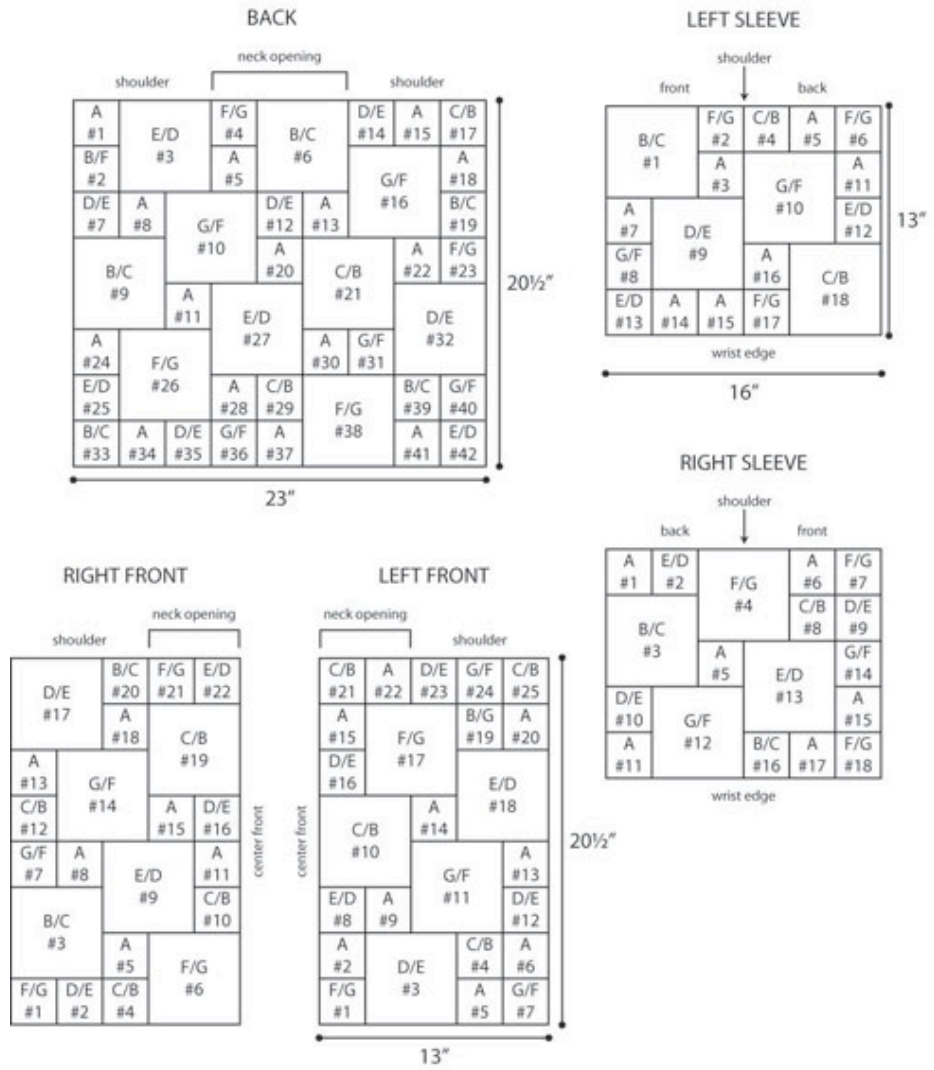 BACK
neck opening
shoulder
shoulder
A
#1
E/D
#3
F/G
#4
B/C
#6
D/E
#14
A
#15
C/B
#17
B/F
#2
A
#5
G/F
#16
A
#18
D/E
#7
A
#8
G/F
#10
D/E
#12
A
#13
B/C
#19
B/C
#9
A
#20
C/B
#21
A
#22
F/G
#23
A
#11
E/D
#27
D/E
#32
A
#24
F/G
#26
A
#30
G/F
#31
E/D
#25
A
#28
C/B
#29
F/G
#38
B/C
#39
G/F
#40
B/C
#33
A
#34
D/E
#35
G/F
#36
A
#37
A
#41
E/D
#42
20½"
23"
LEFT SLEEVE
shoulder
front
back
B/C
#1
F/G
#2
C/B
#4
A
#5
F/G
#6
A
#3
G/F
#10
A
#11
A
#7
D/E
#9
E/D
#12
G/F
#8
A
#16
C/B
#18
E/D
#13
A
#14
A
#15
F/G
#17
13"
wrist edge
16"
RIGHT SLEEVE
shoulder
back
front
A
#1
E/D
#2
F/G
#4
A
#6
F/G
#7
B/C
#3
C/B
#8
D/E
#9
A
#5
E/D
#13
G/F
#14
D/E
#10
G/F
#12
A
#15
A
#11
B/C
#16
A
#17
F/G
#18
wrist edge
RIGHT FRONT
neck opening
shoulder
D/E
#17
B/C
#20
F/G
#21
E/D
#22
A
#18
C/B
#19
A
#13
G/F
#14
C/B
#12
A
#15
D/E
#16
G/F
#7
A
#8
E/D
#9
A
#11
B/C
#3
C/B
#10
A
#5
F/G
#6
F/G
#1
D/E
#2
C/B
#4
center front
LEFT FRONT
neck opening
shoulder
center front
C/B
#21
A
#22
D/E
#23
G/F
#24
C/B
#25
A
#15
F/G
#17
B/G
#19
A
#20
D/E
#16
E/D
#18
C/B
#10
A
#14
G/F
#11
A
#13
E/D
#8
A
#9
D/E
#12
A
#2
D/E
#3
C/B
#4
A
#6
F/G
#1
A
#5
G/F
#7
20½"
13"